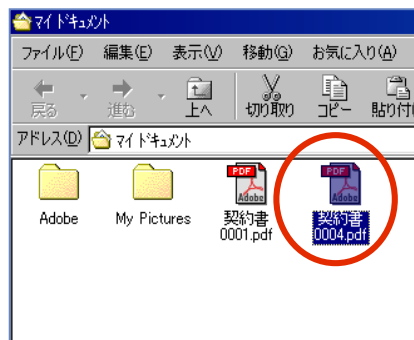 マイ ドキュメント
ファイル(F) 編集(E) 表示(V) 移動(G) お気に入り(A)
戻る 進む 上へ 切り取り コピー 貼り付け
アドレス(D) マイ ドキュメント
PDF PDF
Adobe Adobe
Adobe My Pictures 契約書 契約書
0001.pdf 0004.pdf